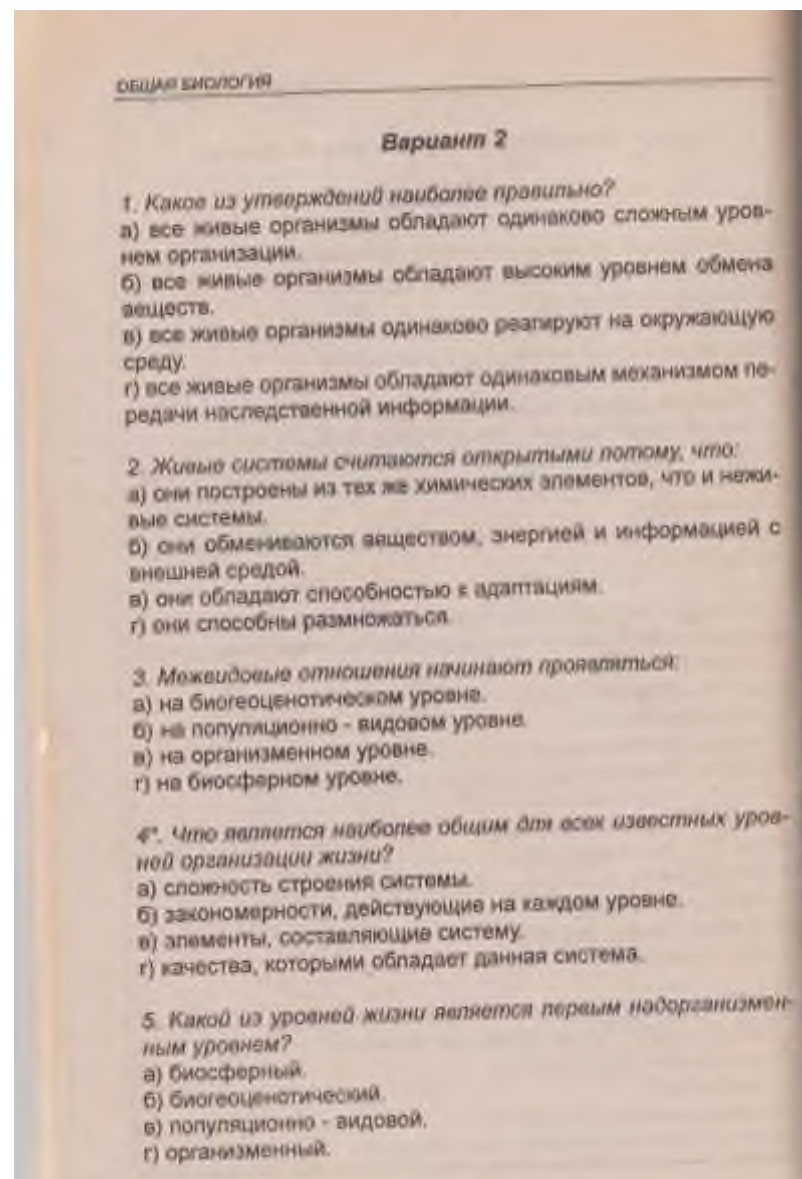 ОБЩАЯ БИОЛОГИЯ
Вариант 2
1. Какое из утверждений наиболее правильно?
а) все живые организмы обладают одинаково сложным уров-
нем организации.
б) все живые организмы обладают высоким уровнем обмена
веществ.
в) все живые организмы одинаково реагируют на окружающую
среду.
г) все живые организмы обладают одинаковым механизмом пе-
редачи наследственной информации.
2. Живые системы считаются открытыми потому, что:
а) они построены из тех же химических элементов, что и нежи-
вые системы.
б) они обмениваются веществом, энергией и информацией с
внешней средой.
в) они обладают способностью к адаптациям.
г) они способны размножаться.
3. Межвидовые отношения начинают проявляться:
а) на биогеоценотическом уровне.
б) на популяционно - видовом уровне.
в) на организменном уровне.
г) на биосферном уровне.
4*. Что является наиболее общим для всех известных уров-
ней организации жизни?
а) сложность строения системы.
б) закономерности, действующие на каждом уровне.
в) элементы, составляющие систему.
г) качества, которыми обладает данная система.
5. Какой из уровней жизни является первым надорганизмен-
ным уровнем?
а) биосферный.
б) биогеоценотический.
в) популяционно - видовой.
г) организменный.